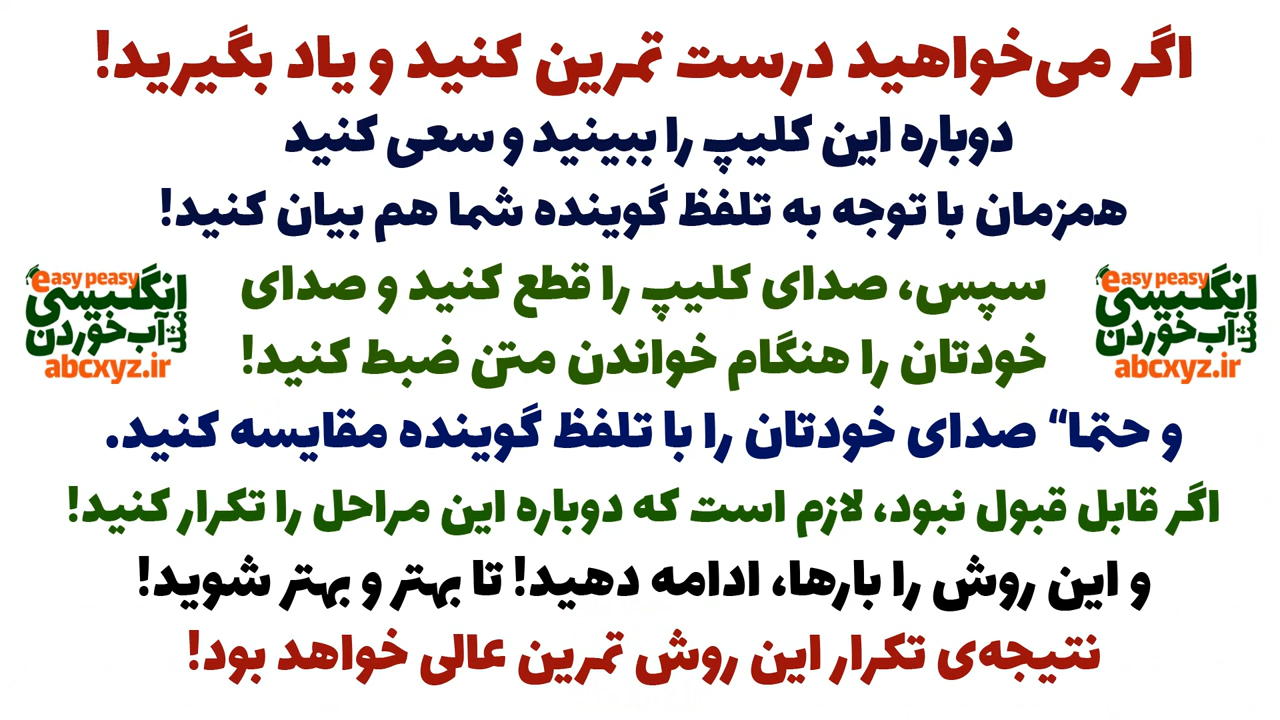 اگر می‌خواهید درست تمرین کنید و یاد بگیرید!
دوباره این کلیپ را ببینید و سعی کنید
همزمان با توجه به تلفظ گوینده شما هم بیان کنید!
سپس، صدای کلیپ را قطع کنید و صدای
خودتان را هنگام خواندن متن ضبط کنید!
و حتما“ صدای خودتان را با تلفظ گوینده مقایسه کنید.
اگر قابل قبول نبود، لازم است که دوباره این مراحل را تکرار کنید!
و این روش را بارها، ادامه دهید! تا بهتر و بهتر شوید!
نتیجه‌ی تکرار این روش تمرین عالی خواهد بود!
easy peasy
انگلیسی
مثل آب خوردن
abcxyz.ir
easy peasy
انگلیسی
مثل آب خوردن
abcxyz.ir